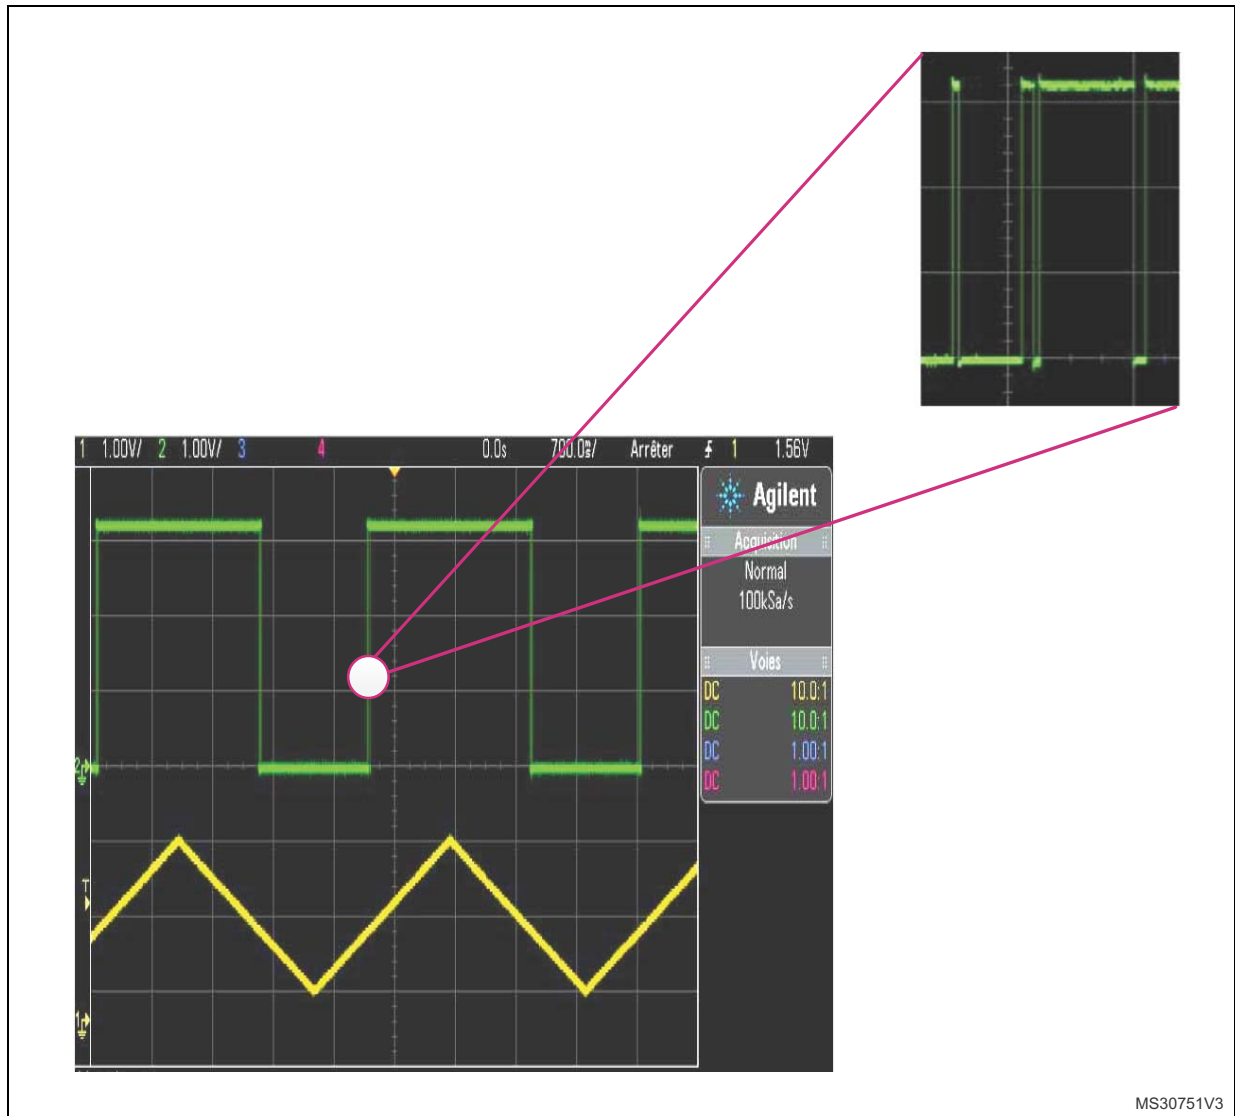 1 1.00V/ 2 1.00V/ 3 4 0.0s 700.0㎲/ Arrêter 1 1.56V
Agilent
Acquisition
Normal
100kSa/s
Voies
DC 10.0:1
DC 10.0:1
DC 1.00:1
DC 1.00:1
2
T
1
MS30751V3